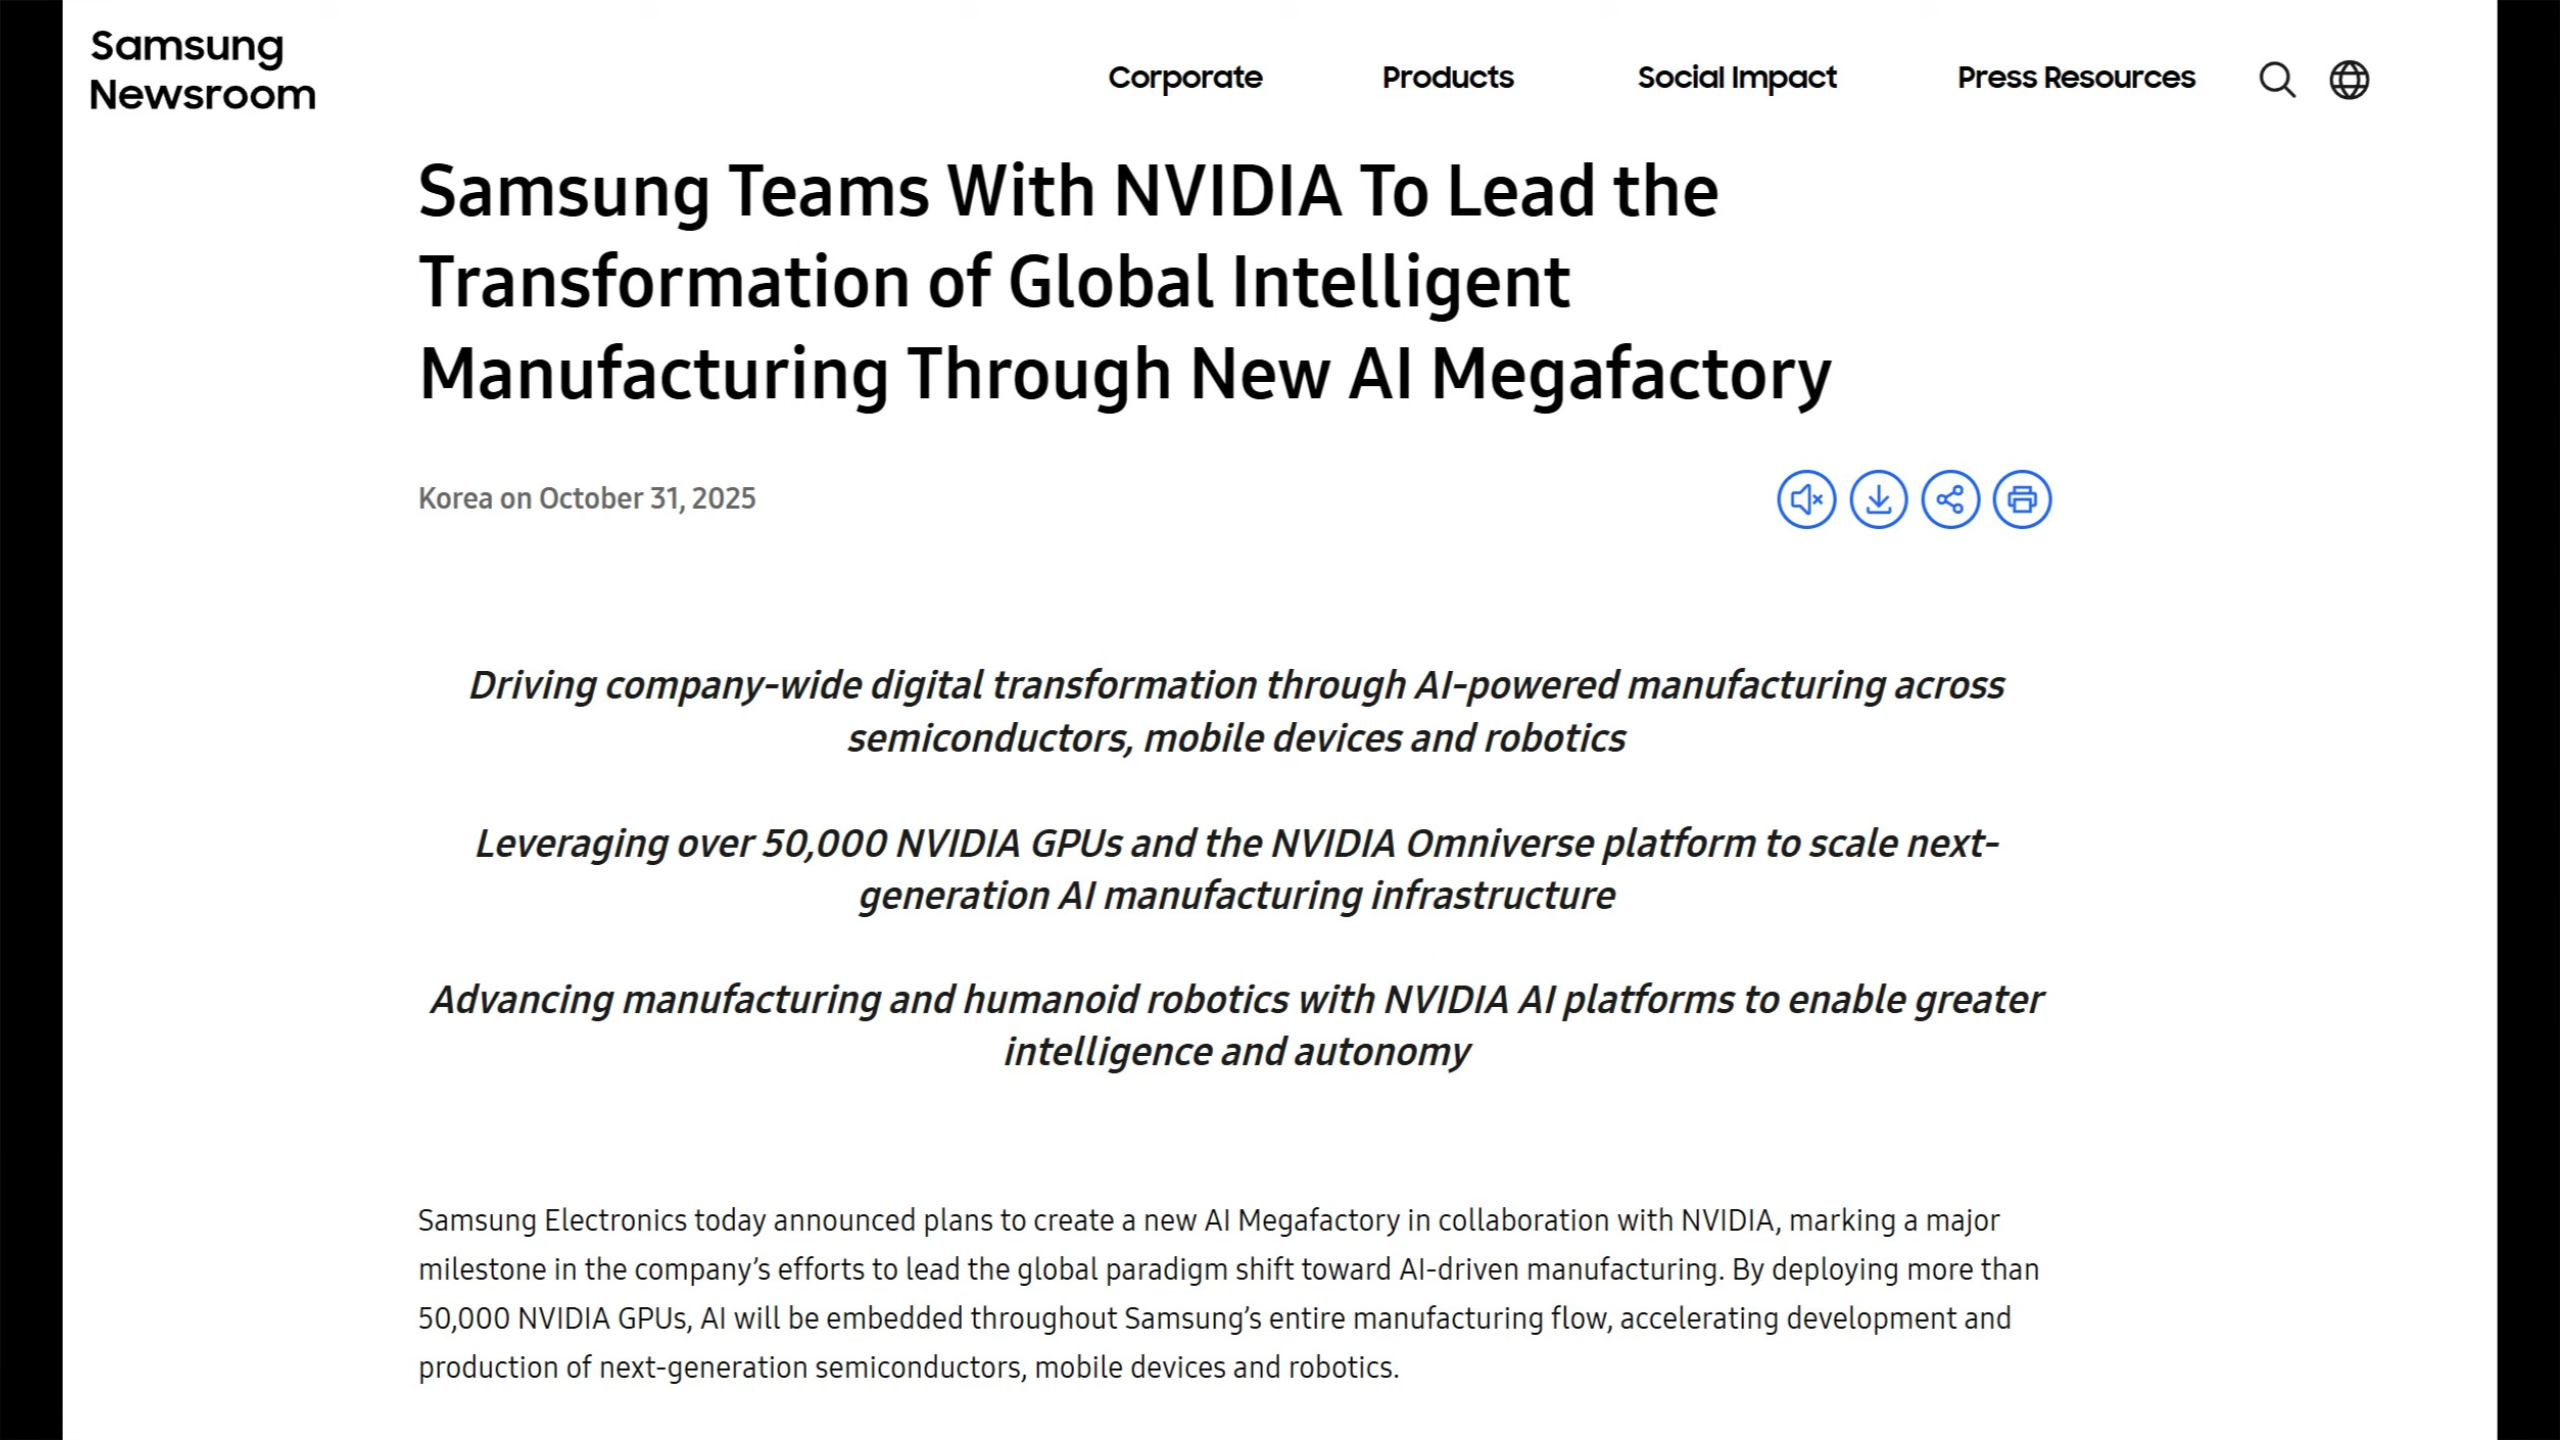 Samsung
Newsroom
Corporate
Products
Social Impact
Press Resources
Samsung Teams With NVIDIA To Lead the
Transformation of Global Intelligent
Manufacturing Through New AI Megafactory
Korea on October 31, 2025
Driving company-wide digital transformation through AI-powered manufacturing across
semiconductors, mobile devices and robotics
Leveraging over 50,000 NVIDIA GPUs and the NVIDIA Omniverse platform to scale next-
generation AI manufacturing infrastructure
Advancing manufacturing and humanoid robotics with NVIDIA AI platforms to enable greater
intelligence and autonomy
Samsung Electronics today announced plans to create a new AI Megafactory in collaboration with NVIDIA, marking a major
milestone in the company’s efforts to lead the global paradigm shift toward AI-driven manufacturing. By deploying more than
50,000 NVIDIA GPUs, AI will be embedded throughout Samsung’s entire manufacturing flow, accelerating development and
production of next-generation semiconductors, mobile devices and robotics.